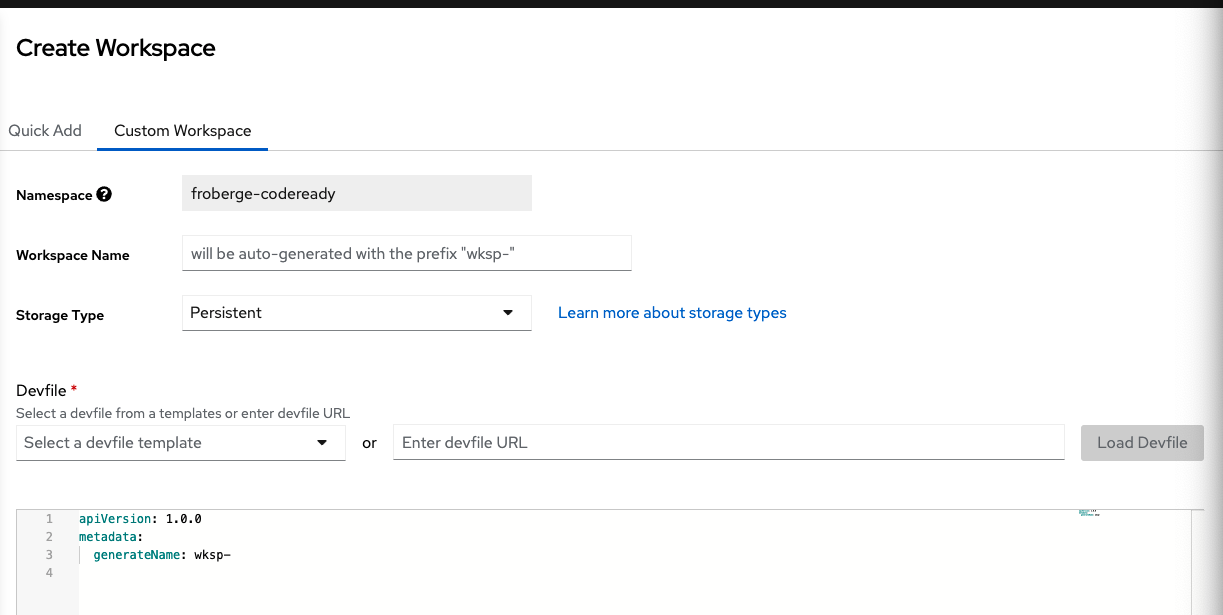 Create Workspace
Quick Add
Custom Workspace
Namespace ?
froberge-codeready
Workspace Name
will be auto-generated with the prefix "wksp-"
Storage Type
Persistent
Learn more about storage types
Devfile *
Select a devfile from a templates or enter devfile URL
Select a devfile template
or
Enter devfile URL
Load Devfile
1 apiVersion: 1.0.0
2 metadata:
3   generateName: wksp-
4